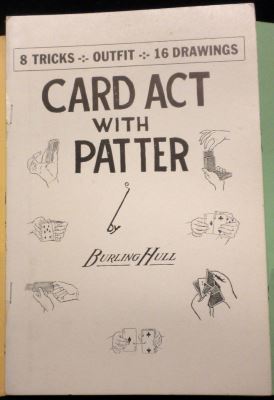 8 TRICKS -:- OUTFIT -:- 16 DRAWINGS
CARD ACT
WITH
PATTER
by
BURLING HULL